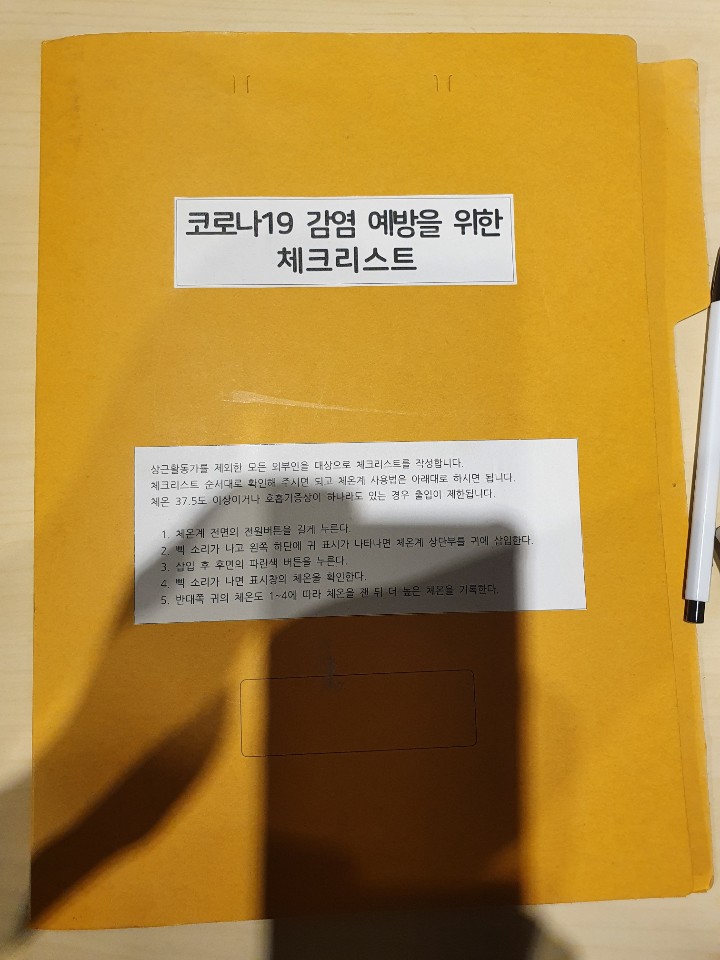 코로나19 감염 예방을 위한
체크리스트
상근활동가를 제외한 모든 외부인을 대상으로 체크리스트를 작성합니다.
체크리스트 순서대로 확인해 주시면 되고 체온계 사용법은 아래대로 하시면 됩니다.
체온 37.5도 이상이거나 호흡기증상이 하나라도 있는 경우 출입이 제한됩니다.
1. 체온계 전면의 전원버튼을 길게 누른다.
2. 삑 소리가 나고 왼쪽 하단에 귀 표시가 나타나면 체온계 상단부를 귀에 삽입한다.
3. 삽입 후 후면의 파란색 버튼을 누른다.
4. 삑 소리가 나면 표시창의 체온을 확인한다.
5. 반대쪽 귀의 체온도 1~4에 따라 체온을 잰 뒤 더 높은 체온을 기록한다.